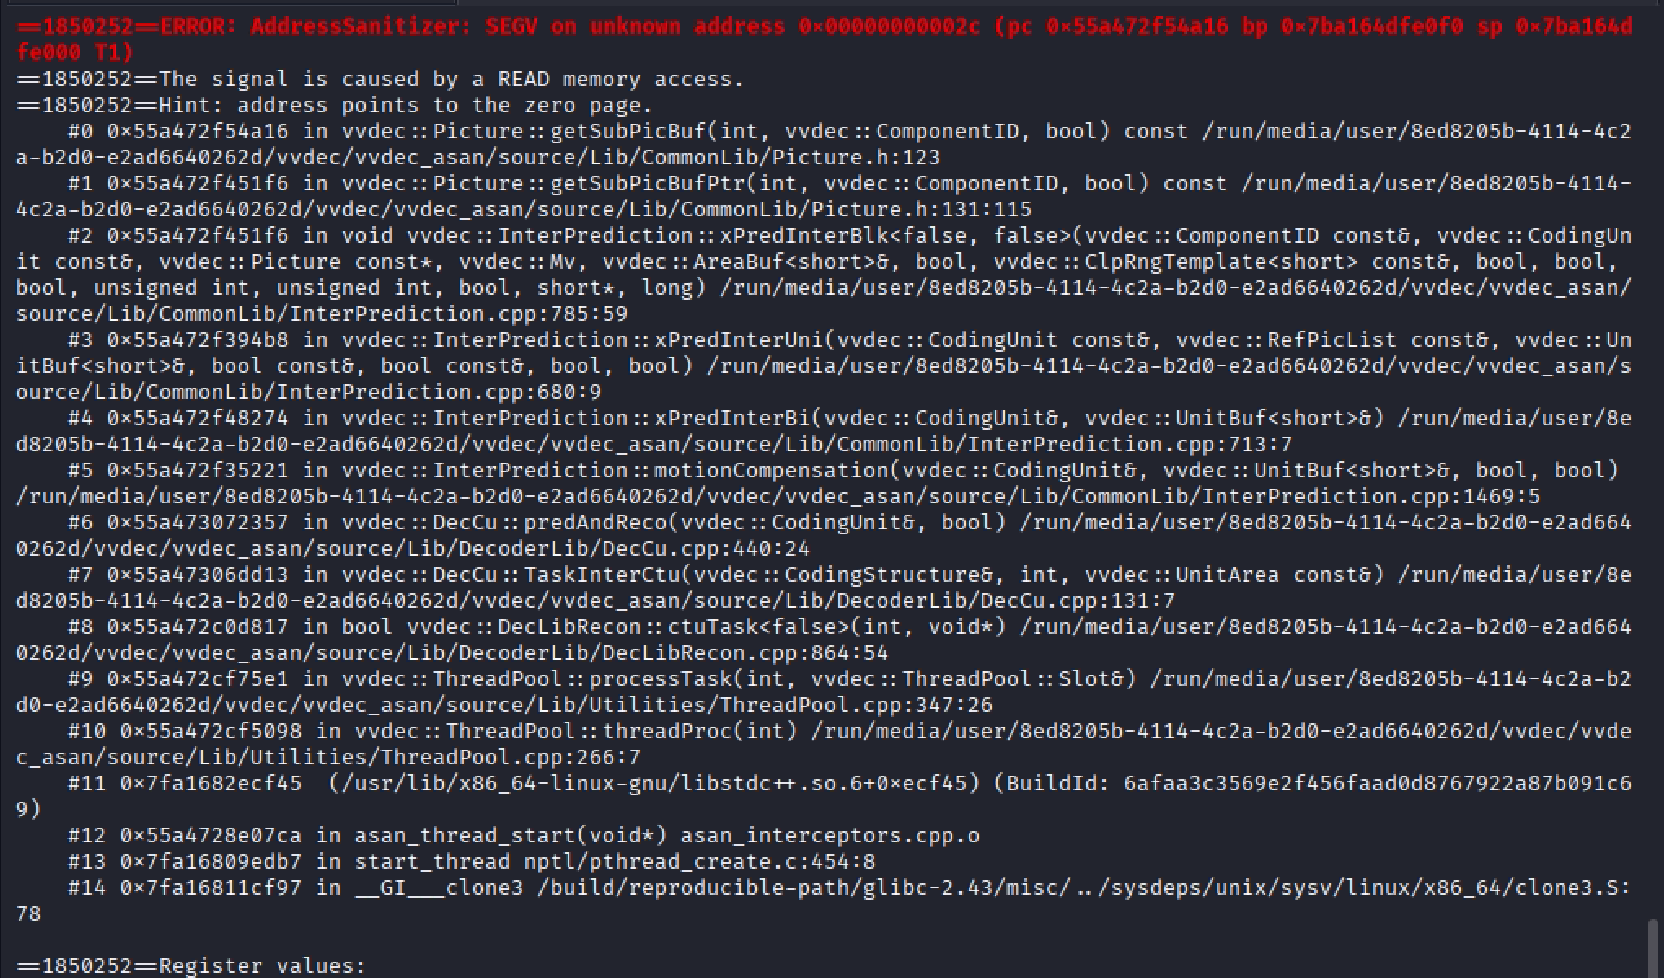 ==1850252==ERROR: AddressSanitizer: SEGV on unknown address 0x00000000002c (pc 0x55a472f54a16 bp 0x7ba164dfe0f0 sp 0x7ba164d
fe000 T1)
==1850252==The signal is caused by a READ memory access.
==1850252==Hint: address points to the zero page.
    #0 0x55a472f54a16 in vvdec::Picture::getSubPicBuf(int, vvdec::ComponentID, bool) const /run/media/user/8ed8205b-4114-4c2
a-b2d0-e2ad6640262d/vvdec/vvdec_asan/source/Lib/CommonLib/Picture.h:123
    #1 0x55a472f451f6 in vvdec::Picture::getSubPicBufPtr(int, vvdec::ComponentID, bool) const /run/media/user/8ed8205b-4114-
4c2a-b2d0-e2ad6640262d/vvdec/vvdec_asan/source/Lib/CommonLib/Picture.h:131:115
    #2 0x55a472f451f6 in void vvdec::InterPrediction::xPredInterBlk<false, false>(vvdec::ComponentID const&, vvdec::CodingUn
it const&, vvdec::Picture const*, vvdec::Mv, vvdec::AreaBuf<short>&, bool, vvdec::ClpRngTemplate<short> const&, bool, bool,
bool, unsigned int, unsigned int, bool, short*, long) /run/media/user/8ed8205b-4114-4c2a-b2d0-e2ad6640262d/vvdec/vvdec_asan/
source/Lib/CommonLib/InterPrediction.cpp:785:59
    #3 0x55a472f394b8 in vvdec::InterPrediction::xPredInterUni(vvdec::CodingUnit const&, vvdec::RefPicList const&, vvdec::Un
itBuf<short>&, bool const&, bool const&, bool, bool) /run/media/user/8ed8205b-4114-4c2a-b2d0-e2ad6640262d/vvdec/vvdec_asan/s
ource/Lib/CommonLib/InterPrediction.cpp:680:9
    #4 0x55a472f48274 in vvdec::InterPrediction::xPredInterBi(vvdec::CodingUnit&, vvdec::UnitBuf<short>&) /run/media/user/8e
d8205b-4114-4c2a-b2d0-e2ad6640262d/vvdec/vvdec_asan/source/Lib/CommonLib/InterPrediction.cpp:713:7
    #5 0x55a472f35221 in vvdec::InterPrediction::motionCompensation(vvdec::CodingUnit&, vvdec::UnitBuf<short>&, bool, bool)
/run/media/user/8ed8205b-4114-4c2a-b2d0-e2ad6640262d/vvdec/vvdec_asan/source/Lib/CommonLib/InterPrediction.cpp:1469:5
    #6 0x55a473072357 in vvdec::DecCu::predAndReco(vvdec::CodingUnit&, bool) /run/media/user/8ed8205b-4114-4c2a-b2d0-e2ad664
0262d/vvdec/vvdec_asan/source/Lib/DecoderLib/DecCu.cpp:440:24
    #7 0x55a47306dd13 in vvdec::DecCu::TaskInterCtu(vvdec::CodingStructure&, int, vvdec::UnitArea const&) /run/media/user/8e
d8205b-4114-4c2a-b2d0-e2ad6640262d/vvdec/vvdec_asan/source/Lib/DecoderLib/DecCu.cpp:131:7
    #8 0x55a472c0d817 in bool vvdec::DecLibRecon::ctuTask<false>(int, void*) /run/media/user/8ed8205b-4114-4c2a-b2d0-e2ad664
0262d/vvdec/vvdec_asan/source/Lib/DecoderLib/DecLibRecon.cpp:864:54
    #9 0x55a472cf75e1 in vvdec::ThreadPool::processTask(int, vvdec::ThreadPool::Slot&) /run/media/user/8ed8205b-4114-4c2a-b2
d0-e2ad6640262d/vvdec/vvdec_asan/source/Lib/Utilities/ThreadPool.cpp:347:26
    #10 0x55a472cf5098 in vvdec::ThreadPool::threadProc(int) /run/media/user/8ed8205b-4114-4c2a-b2d0-e2ad6640262d/vvdec/vvde
c_asan/source/Lib/Utilities/ThreadPool.cpp:266:7
    #11 0x7fa1682ecf45  (/usr/lib/x86_64-linux-gnu/libstdc++.so.6+0xecf45) (BuildId: 6afaa3c3569e2f456faad0d8767922a87b091c6
9)
    #12 0x55a4728e07ca in asan_thread_start(void*) asan_interceptors.cpp.o
    #13 0x7fa16809edb7 in start_thread nptl/pthread_create.c:454:8
    #14 0x7fa16811cf97 in __GI___clone3 /build/reproducible-path/glibc-2.43/misc/../sysdeps/unix/sysv/linux/x86_64/clone3.S:
78
==1850252==Register values: